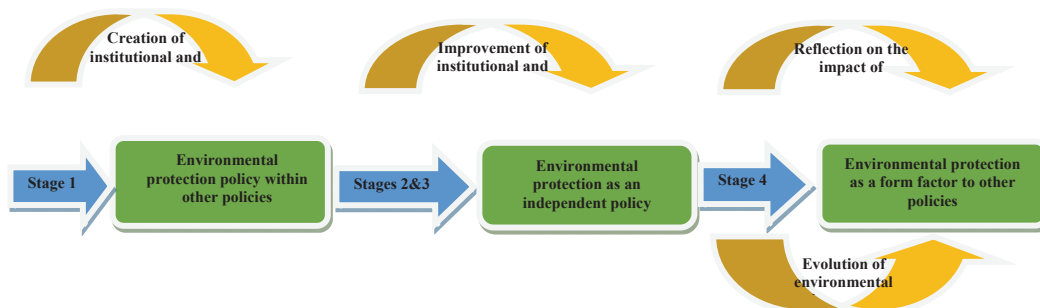 Creation of
institutional and
Improvement of
institutional and
Reflection on the
impact of
Stage 1
Environmental
protection policy within
other policies
Stages 2&3
Environmental
protection as an
independent policy
Stage 4
Environmental protection
as a form factor to other
policies
Evolution of
environmental